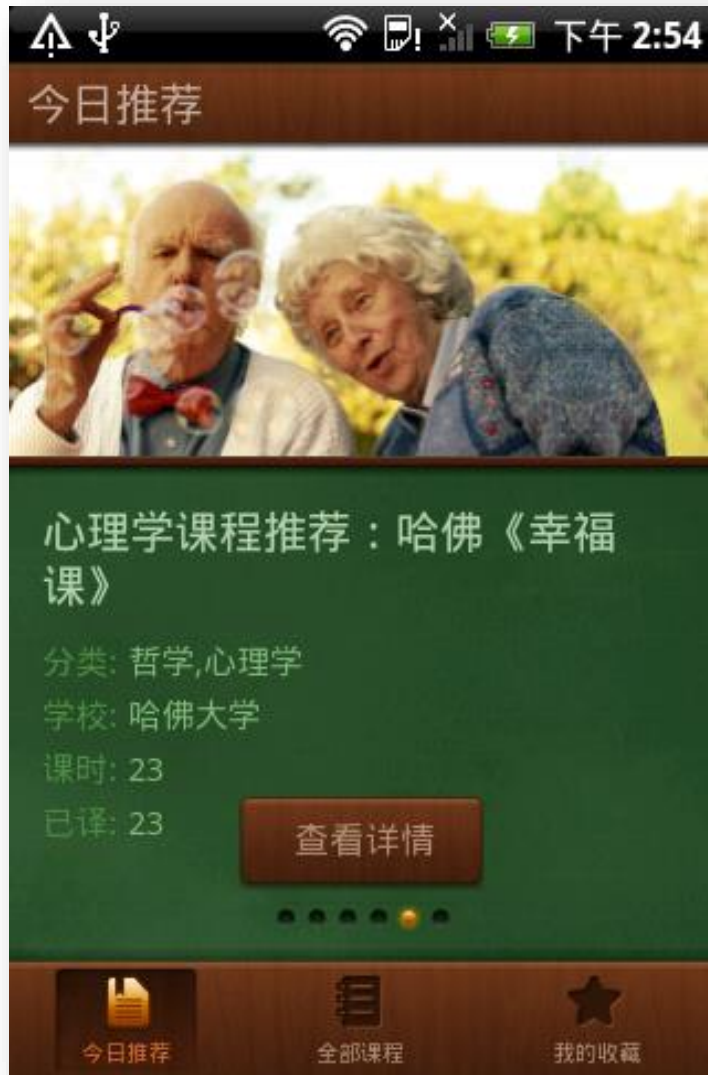 下午 2:54
今日推荐
心理学课程推荐：哈佛《幸福
课》
分类: 哲学,心理学
学校: 哈佛大学
课时: 23
已译: 23
查看详情
今日推荐
全部课程
我的收藏